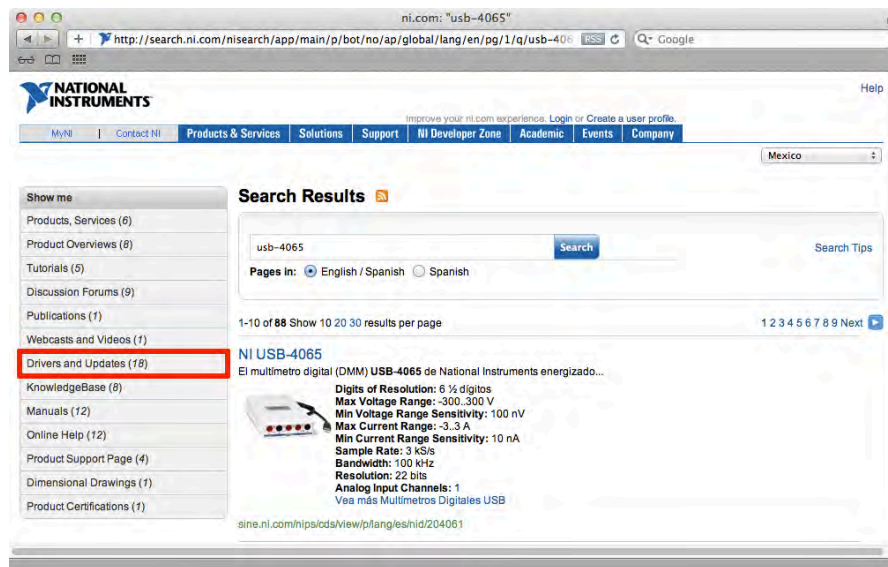 ni.com: "usb-4065"
http://search.ni.com/nisearch/app/main/p/bot/no/ap/global/lang/en/pg/1/q/usb-406 RSS Google
NATIONAL
INSTRUMENTS
Help
Improve your ni.com experience. Login or Create a user profile.
MyNI | Contact NI Products & Services Solutions Support NI Developer Zone Academic Events Company
Mexico
Show me
Products, Services (6)
Product Overviews (8)
Tutorials (5)
Discussion Forums (9)
Publications (1)
Webcasts and Videos (1)
Drivers and Updates (18)
KnowledgeBase (8)
Manuals (12)
Online Help (12)
Product Support Page (4)
Dimensional Drawings (1)
Product Certifications (1)
Search Results
usb-4065 Search Search Tips
Pages in: English / Spanish Spanish
1-10 of 88 Show 10 20 30 results per page 1 2 3 4 5 6 7 8 9 Next
NI USB-4065
El multímetro digital (DMM) USB-4065 de National Instruments energizado...
Digits of Resolution: 6 ½ dígitos
Max Voltage Range: -300..300 V
Min Voltage Range Sensitivity: 100 nV
Max Current Range: -3..3 A
Min Current Range Sensitivity: 10 nA
Sample Rate: 3 kS/s
Bandwidth: 100 kHz
Resolution: 22 bits
Analog Input Channels: 1
Vea más Multímetros Digitales USB
sine.ni.com/nips/cds/view/p/lang/es/nid/204061